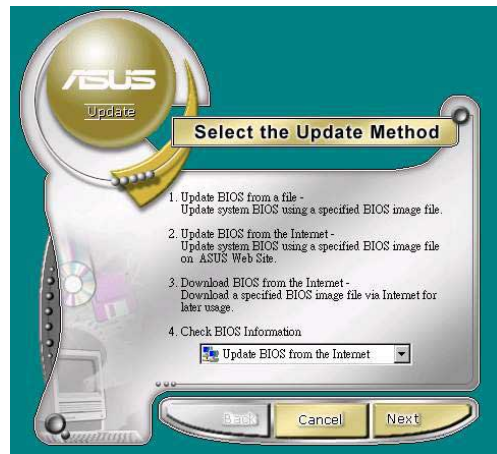 ASUS
Update
Select the Update Method
1. Update BIOS from a file -
Update system BIOS using a specified BIOS image file.
2. Update BIOS from the Internet -
Update system BIOS using a specified BIOS image file
on ASUS Web Site.
3. Download BIOS from the Internet -
Download a specified BIOS image file via Internet for
later usage.
4. Check BIOS Information
Update BIOS from the Internet
Back
Cancel
Next